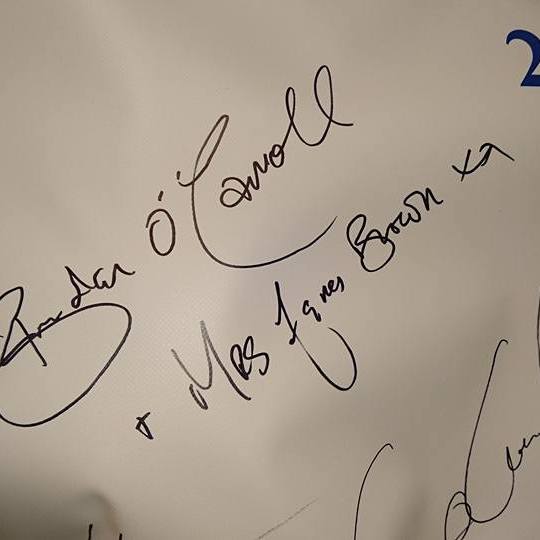 2
Brendan Ó'Carroll
+ Mrs Agnes Brown xx